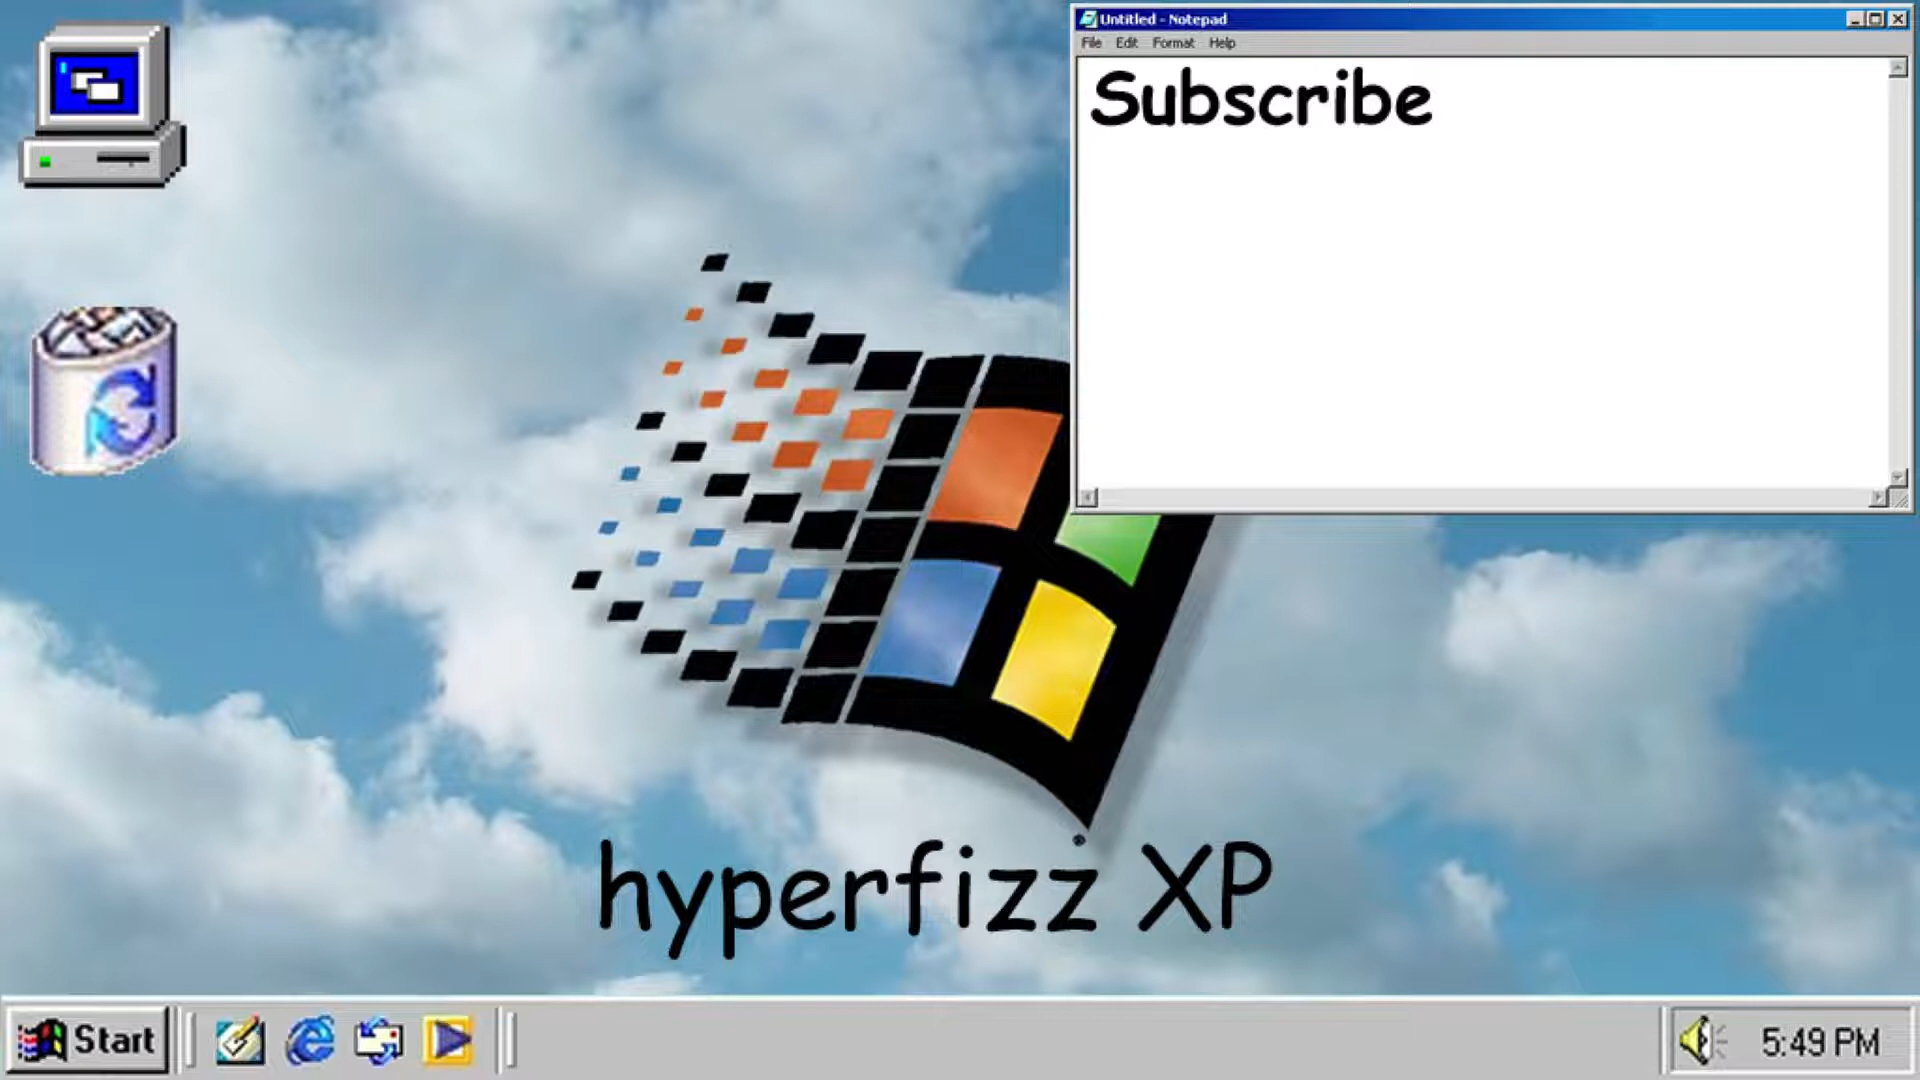 Untitled - Notepad
File Edit Format Help
Subscribe
hyperfizz XP
Start
5:49 PM